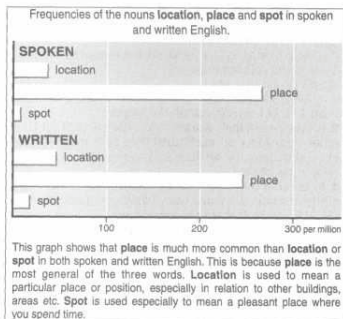 Frequencies of the nouns location, place and spot in spoken
and written English.
SPOKEN
location
place
spot
WRITTEN
location
place
spot
100 200 300 per million
This graph shows that place is much more common than location or
spot in both spoken and written English. This is because place is the
most general of the three words. Location is used to mean a
particular place or position, especially in relation to other buildings,
areas etc. Spot is used especially to mean a pleasant place where
you spend time.